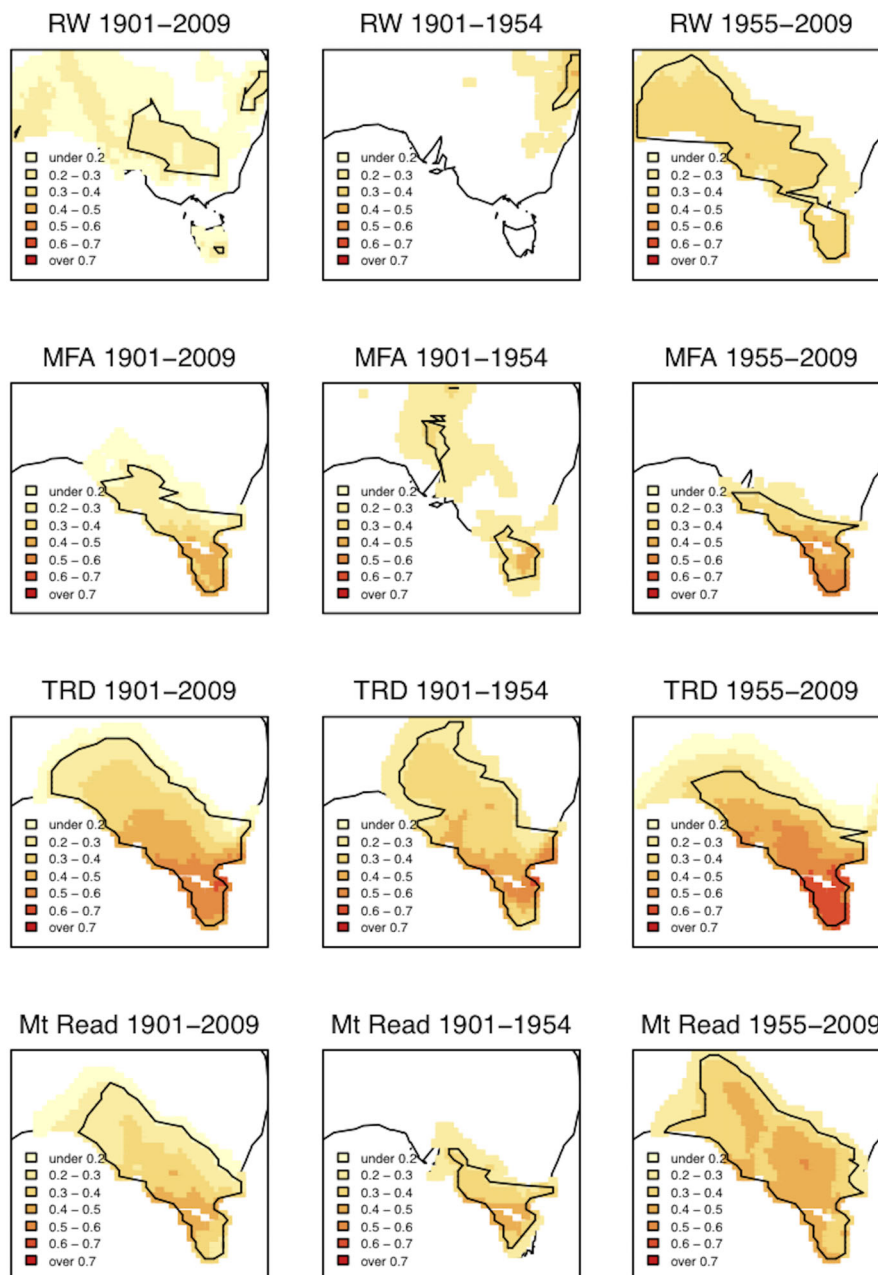 RW 1901−2009
RW 1901−1954
RW 1955−2009
under 0.2
0.2 − 0.3
0.3 − 0.4
0.4 − 0.5
0.5 − 0.6
0.6 − 0.7
over 0.7
under 0.2
0.2 − 0.3
0.3 − 0.4
0.4 − 0.5
0.5 − 0.6
0.6 − 0.7
over 0.7
under 0.2
0.2 − 0.3
0.3 − 0.4
0.4 − 0.5
0.5 − 0.6
0.6 − 0.7
over 0.7
MFA 1901−2009
MFA 1901−1954
MFA 1955−2009
under 0.2
0.2 − 0.3
0.3 − 0.4
0.4 − 0.5
0.5 − 0.6
0.6 − 0.7
over 0.7
under 0.2
0.2 − 0.3
0.3 − 0.4
0.4 − 0.5
0.5 − 0.6
0.6 − 0.7
over 0.7
under 0.2
0.2 − 0.3
0.3 − 0.4
0.4 − 0.5
0.5 − 0.6
0.6 − 0.7
over 0.7
TRD 1901−2009
TRD 1901−1954
TRD 1955−2009
under 0.2
0.2 − 0.3
0.3 − 0.4
0.4 − 0.5
0.5 − 0.6
0.6 − 0.7
over 0.7
under 0.2
0.2 − 0.3
0.3 − 0.4
0.4 − 0.5
0.5 − 0.6
0.6 − 0.7
over 0.7
under 0.2
0.2 − 0.3
0.3 − 0.4
0.4 − 0.5
0.5 − 0.6
0.6 − 0.7
over 0.7
Mt Read 1901−2009
Mt Read 1901−1954
Mt Read 1955−2009
under 0.2
0.2 − 0.3
0.3 − 0.4
0.4 − 0.5
0.5 − 0.6
0.6 − 0.7
over 0.7
under 0.2
0.2 − 0.3
0.3 − 0.4
0.4 − 0.5
0.5 − 0.6
0.6 − 0.7
over 0.7
under 0.2
0.2 − 0.3
0.3 − 0.4
0.4 − 0.5
0.5 − 0.6
0.6 − 0.7
over 0.7